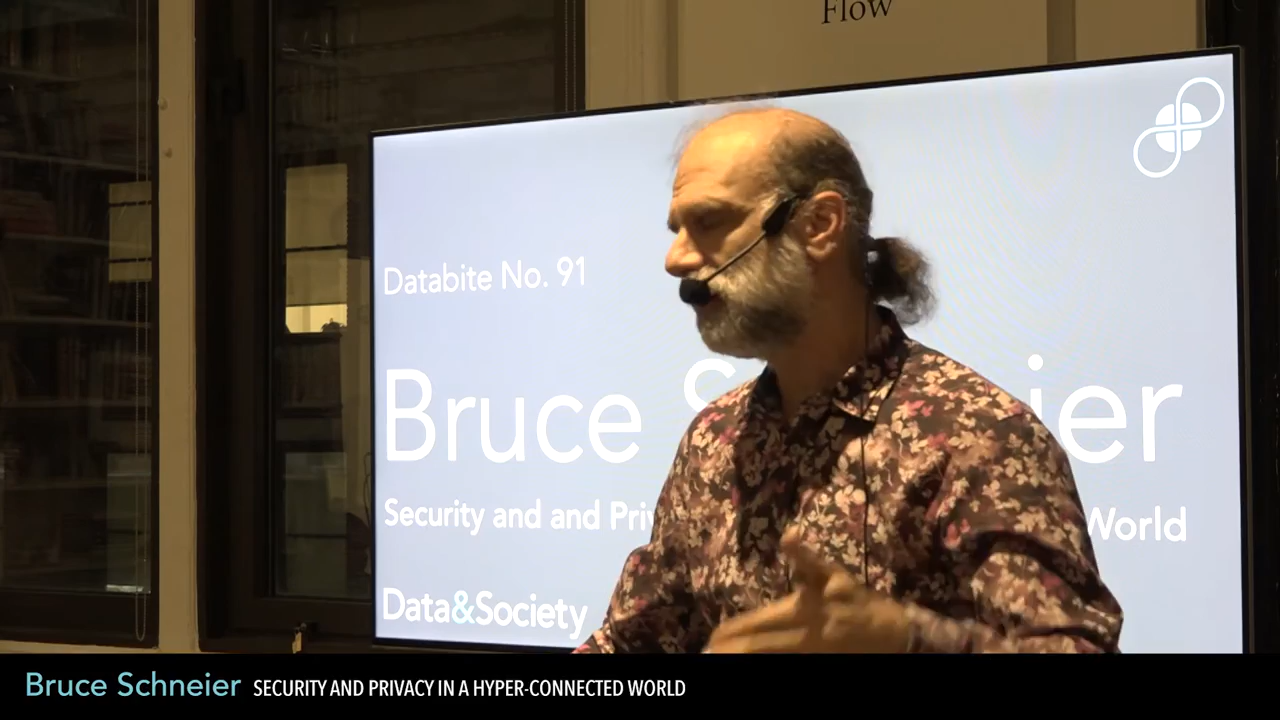 Flow
Databite No. 91
Bruce S ier
Security and and Priv World
Data&Society
Bruce Schneier SECURITY AND PRIVACY IN A HYPER-CONNECTED WORLD